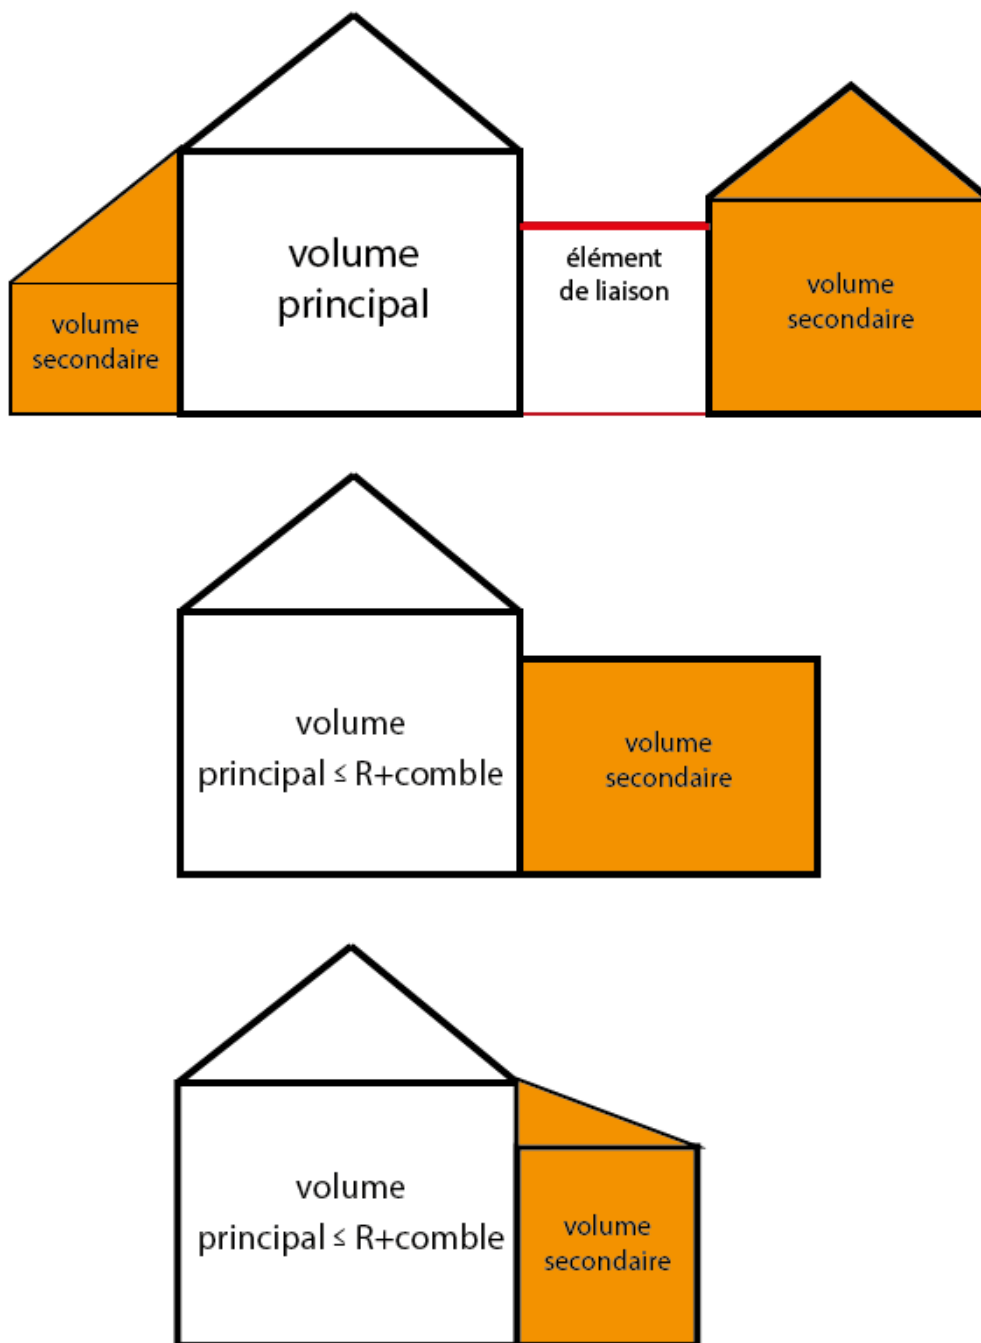 volume
principal
élément
de liaison
volume
secondaire
volume
secondaire
volume
principal ≤ R+comble
volume
secondaire
volume
principal ≤ R+comble
volume
secondaire